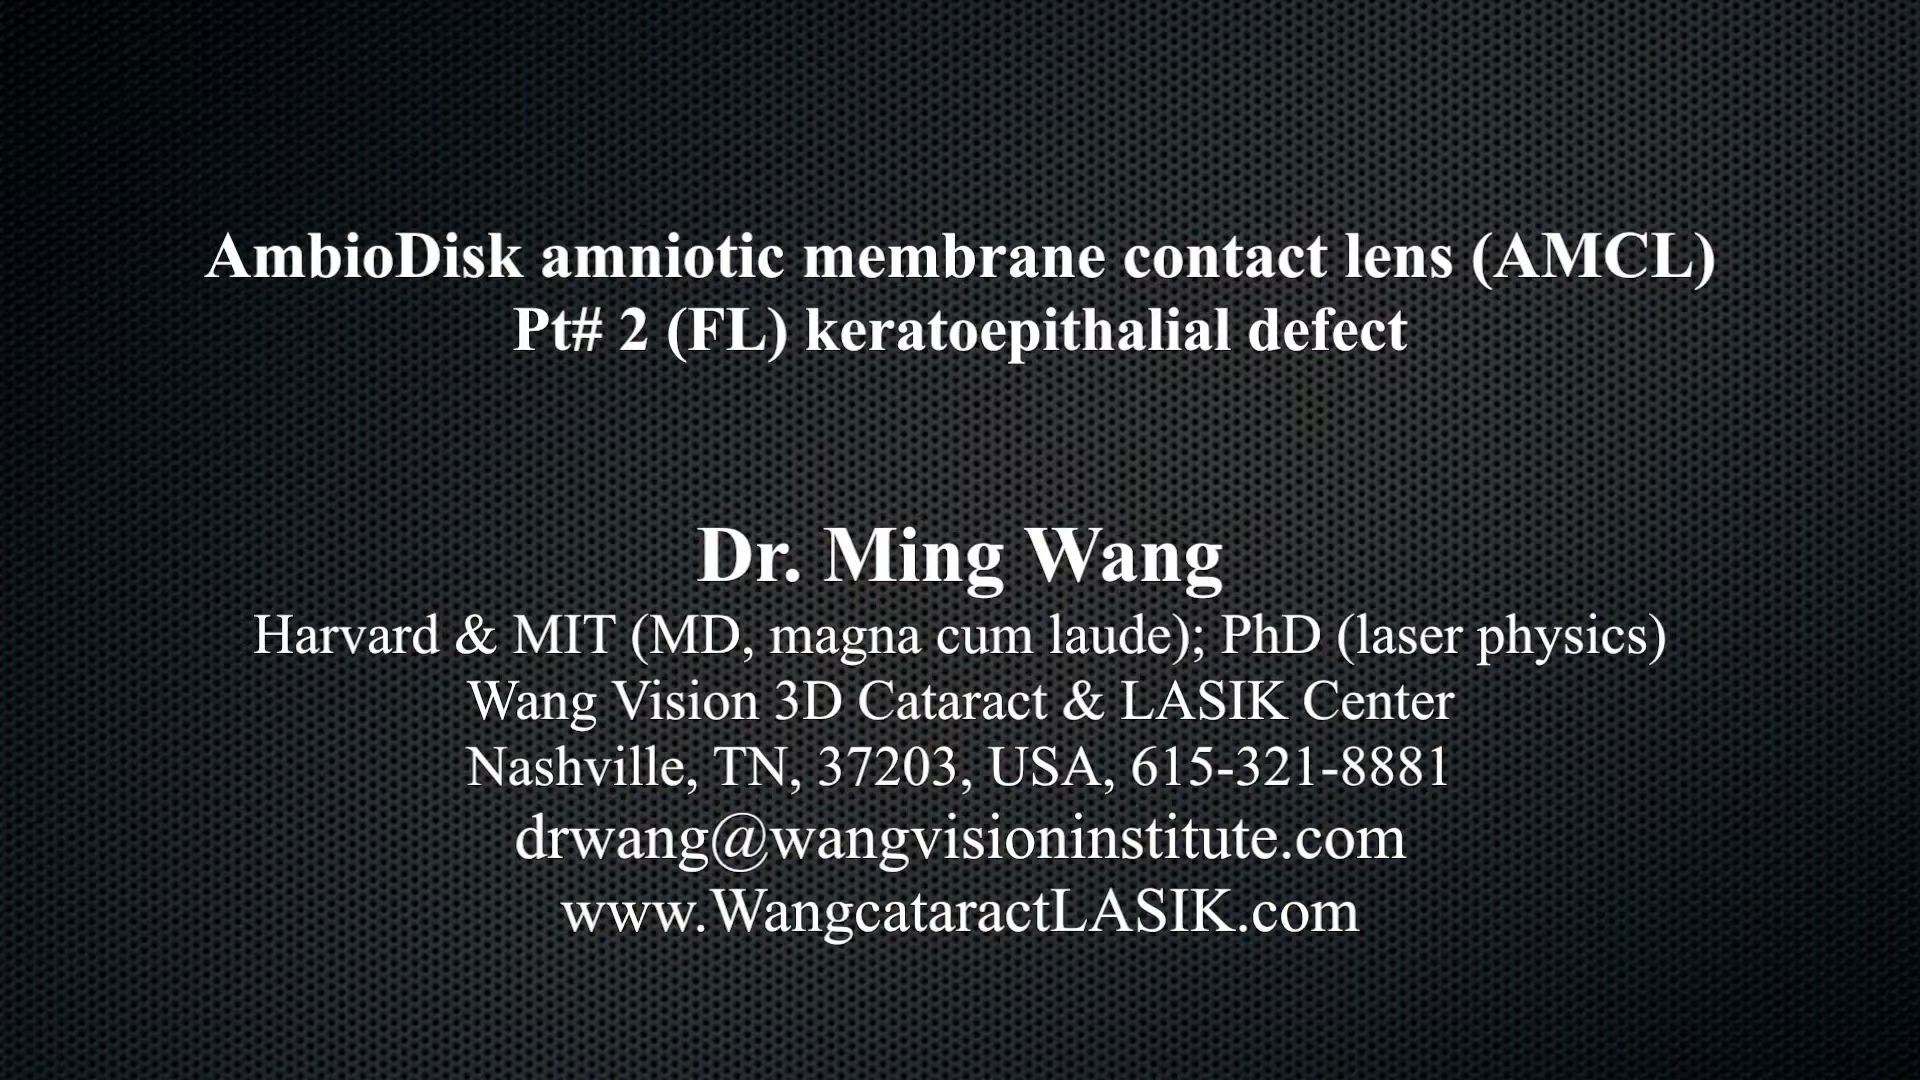 AmbioDisk amniotic membrane contact lens (AMCL)
Pt# 2 (FL) keratoepithalial defect
Dr. Ming Wang
Harvard & MIT (MD, magna cum laude); PhD (laser physics)
Wang Vision 3D Cataract & LASIK Center
Nashville, TN, 37203, USA, 615-321-8881
drwang@wangvisioninstitute.com
www.WangcataractLASIK.com